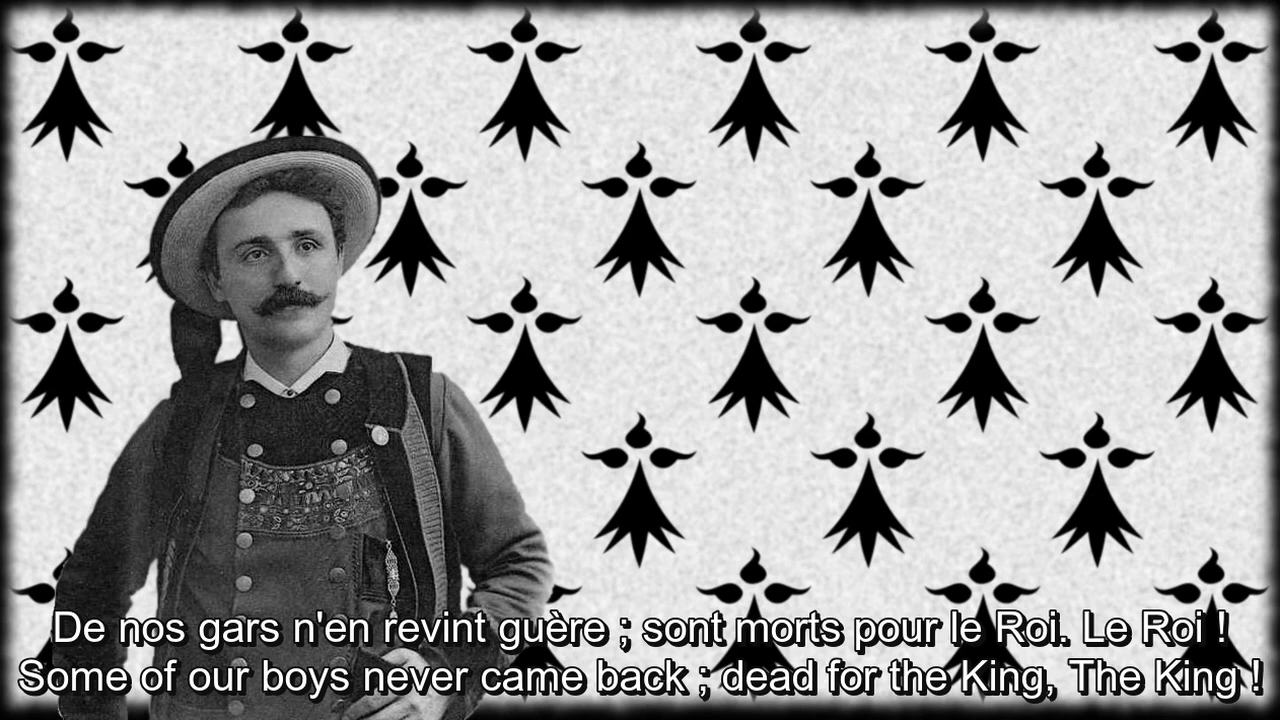 De nos gars n'en revint guère ; sont morts pour le Roi. Le Roi !
Some of our boys never came back ; dead for the King, The King !